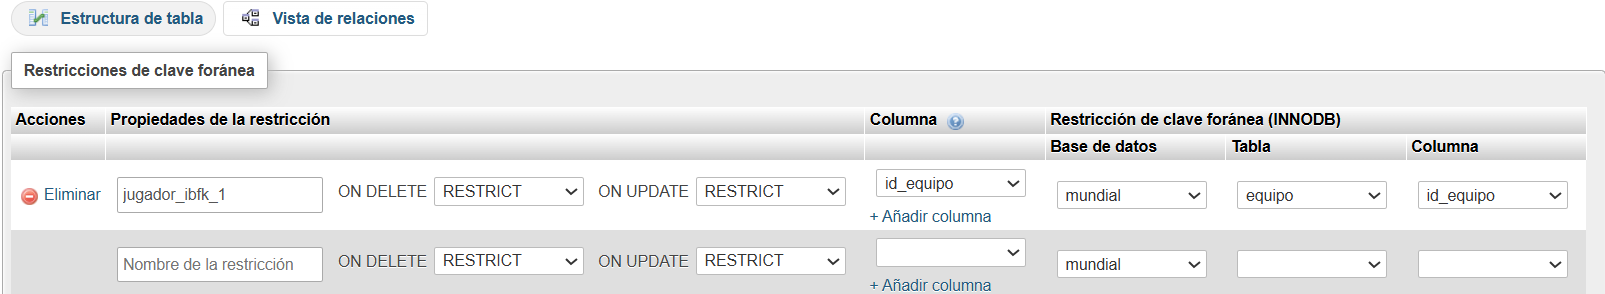 Estructura de tabla
Vista de relaciones
Restricciones de clave foránea
Acciones Propiedades de la restricción Columna Restricción de clave foránea (INNODB)
Base de datos Tabla Columna
Eliminar jugador_ibfk_1 ON DELETE RESTRICT ON UPDATE RESTRICT id_equipo mundial equipo id_equipo
+ Añadir columna
Nombre de la restricción ON DELETE RESTRICT ON UPDATE RESTRICT mundial
+ Añadir columna